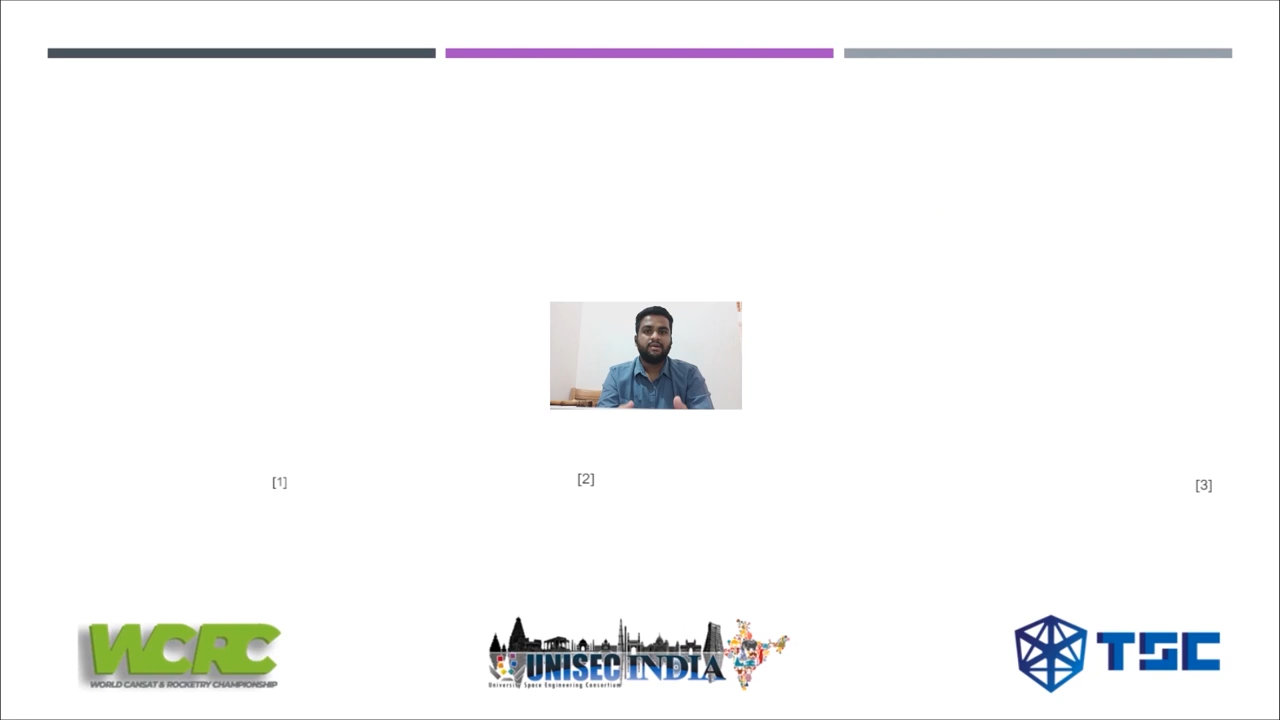 [1]
[2]
[3]
WCRC
WORLD CANSAT & ROCKETRY CHAMPIONSHIP
UNISEC INDIA
University Space Engineering Consortium
TSC